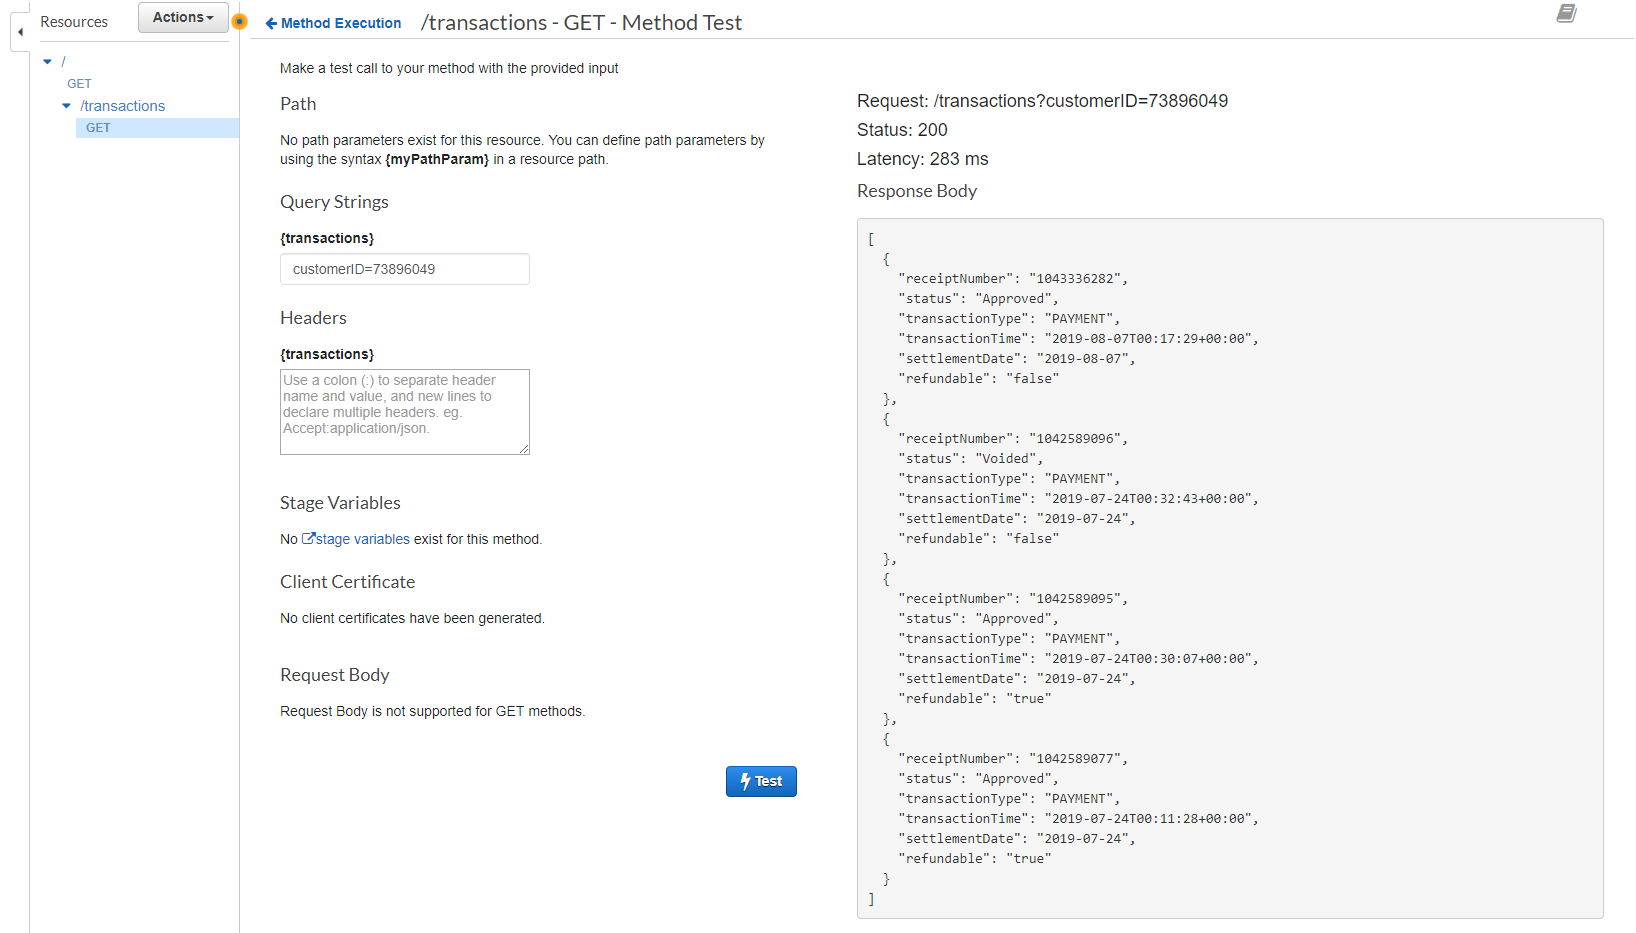 Resources
Actions
/
GET
/transactions
GET
Method Execution
/transactions - GET - Method Test
Make a test call to your method with the provided input
Path
No path parameters exist for this resource. You can define path parameters by
using the syntax {myPathParam} in a resource path.
Query Strings
{transactions}
customerID=73896049
Headers
{transactions}
Use a colon (:) to separate header
name and value, and new lines to
declare multiple headers. eg.
Accept:application/json.
Stage Variables
No stage variables exist for this method.
Client Certificate
No client certificates have been generated.
Request Body
Request Body is not supported for GET methods.
Test
Request: /transactions?customerID=73896049
Status: 200
Latency: 283 ms
Response Body
[
  {
    "receiptNumber": "1043336282",
    "status": "Approved",
    "transactionType": "PAYMENT",
    "transactionTime": "2019-08-07T00:17:29+00:00",
    "settlementDate": "2019-08-07",
    "refundable": "false"
  },
  {
    "receiptNumber": "1042589096",
    "status": "Voided",
    "transactionType": "PAYMENT",
    "transactionTime": "2019-07-24T00:32:43+00:00",
    "settlementDate": "2019-07-24",
    "refundable": "false"
  },
  {
    "receiptNumber": "1042589095",
    "status": "Approved",
    "transactionType": "PAYMENT",
    "transactionTime": "2019-07-24T00:30:07+00:00",
    "settlementDate": "2019-07-24",
    "refundable": "true"
  },
  {
    "receiptNumber": "1042589077",
    "status": "Approved",
    "transactionType": "PAYMENT",
    "transactionTime": "2019-07-24T00:11:28+00:00",
    "settlementDate": "2019-07-24",
    "refundable": "true"
  }
]